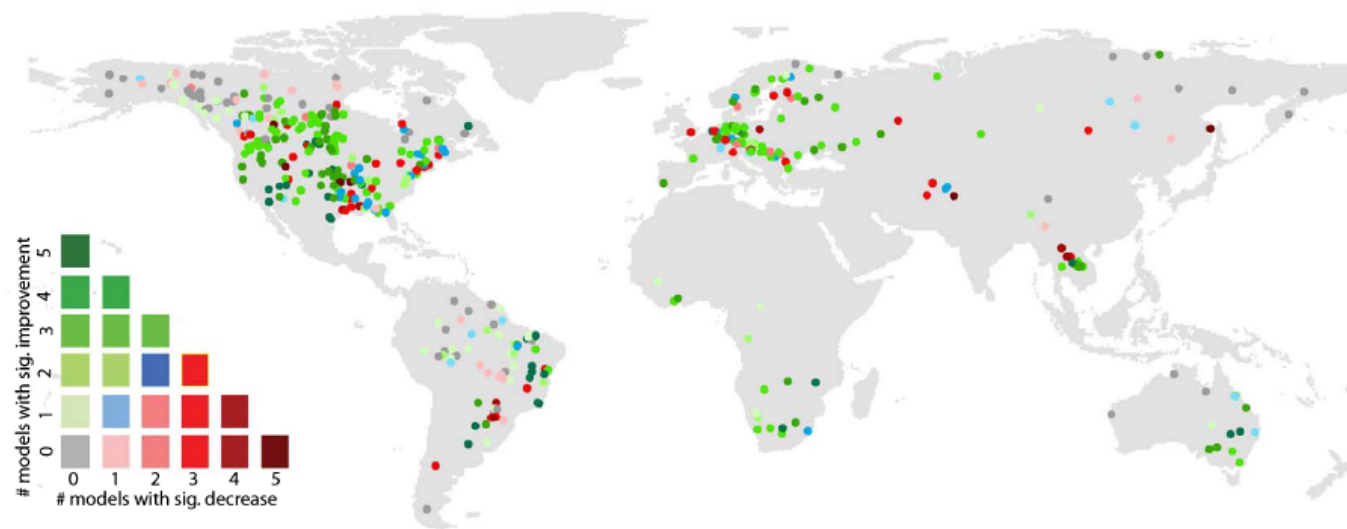 # models with sig. improvement
5
4
3
2
1
0
0 1 2 3 4 5
# models with sig. decrease